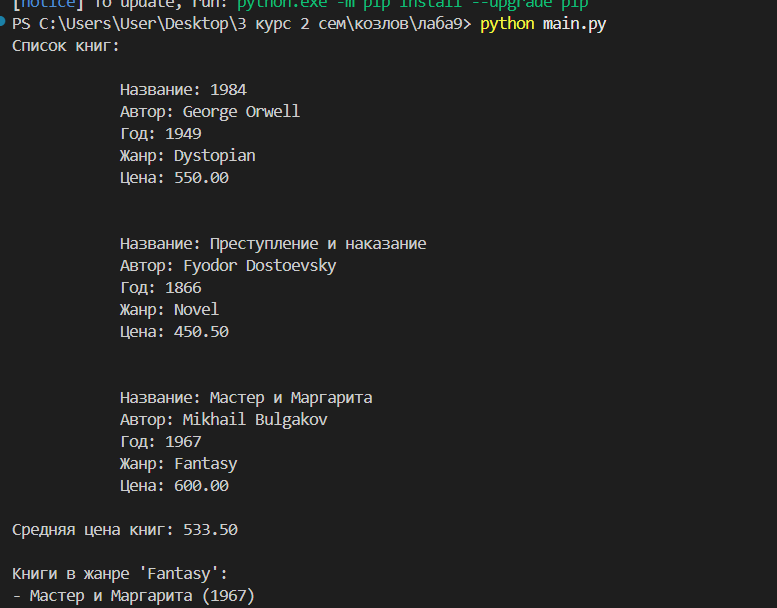 [notice] To update, run: python.exe -m pip install --upgrade pip
PS C:\Users\User\Desktop\3 курс 2 сем\козлов\лаба9> python main.py
Список книг:
Название: 1984
Автор: George Orwell
Год: 1949
Жанр: Dystopian
Цена: 550.00
Название: Преступление и наказание
Автор: Fyodor Dostoevsky
Год: 1866
Жанр: Novel
Цена: 450.50
Название: Мастер и Маргарита
Автор: Mikhail Bulgakov
Год: 1967
Жанр: Fantasy
Цена: 600.00
Средняя цена книг: 533.50
Книги в жанре 'Fantasy':
- Мастер и Маргарита (1967)